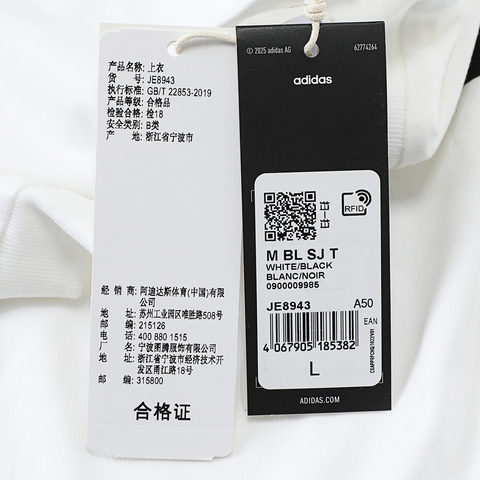 产品名称: 上衣
货 号: JE8943
执行标准: GB/T 22853-2019
产品等级: 合格品
检验合格: 检18
安全类别: B类
产 地: 浙江省宁波市
经 销 商: 阿迪达斯体育(中国)有限
公司
地 址: 苏州工业园区唯胜路508号
邮 编: 215126
电 话: 400 880 1515
厂 名: 宁波图腾服饰有限公司
地 址: 浙江省宁波市经济技术开
发区甬江路18号
邮 编: 315800
合格证
© 2025 adidas AG
62774264
adidas
RFID
M BL SJ T
WHITE/BLACK
BLANC/NOIR
0900009985
JE8943 A50
EAN
4 067905 185382
L
ADIDAS.COM